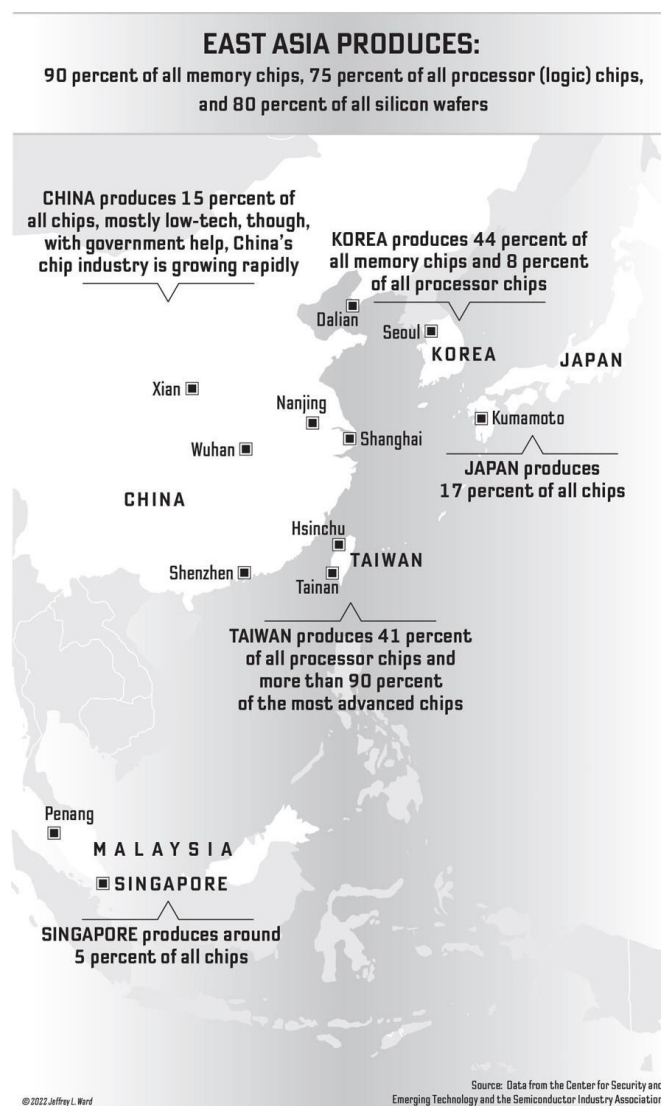 EAST ASIA PRODUCES:
90 percent of all memory chips, 75 percent of all processor (logic) chips,
and 80 percent of all silicon wafers
CHINA produces 15 percent of
all chips, mostly low-tech, though,
with government help, China's
chip industry is growing rapidly
KOREA produces 44 percent of
all memory chips and 8 percent
of all processor chips
Dalian
Seoul
KOREA
JAPAN
Xian
Nanjing
Kumamoto
Shanghai
Wuhan
JAPAN produces
17 percent of all chips
CHINA
Hsinchu
TAIWAN
Shenzhen
Tainan
TAIWAN produces 41 percent
of all processor chips and
more than 90 percent
of the most advanced chips
Penang
MALAYSIA
SINGAPORE
SINGAPORE produces around
5 percent of all chips
Source: Data from the Center for Security and
Emerging Technology and the Semiconductor Industry Association
© 2022 Jeffrey L. Ward